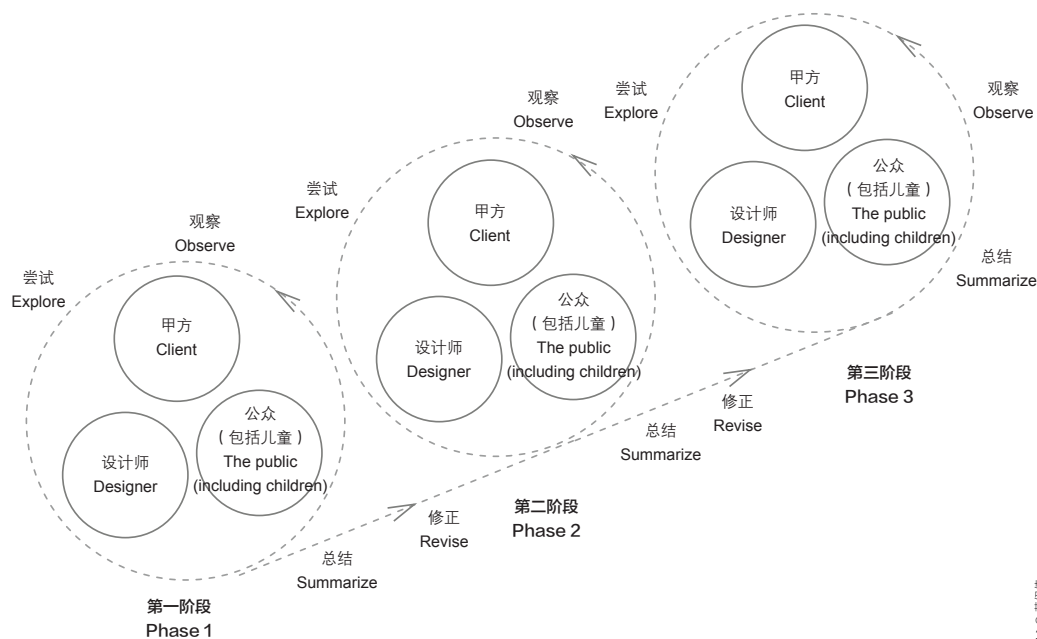 尝试
Explore
观察
Observe
甲方
Client
设计师
Designer
公众
（包括儿童）
The public
(including children)
总结
Summarize
修正
Revise
第一阶段
Phase 1
尝试
Explore
观察
Observe
甲方
Client
设计师
Designer
公众
（包括儿童）
The public
(including children)
总结
Summarize
修正
Revise
第二阶段
Phase 2
尝试
Explore
观察
Observe
甲方
Client
设计师
Designer
公众
（包括儿童）
The public
(including children)
总结
Summarize
第三阶段
Phase 3